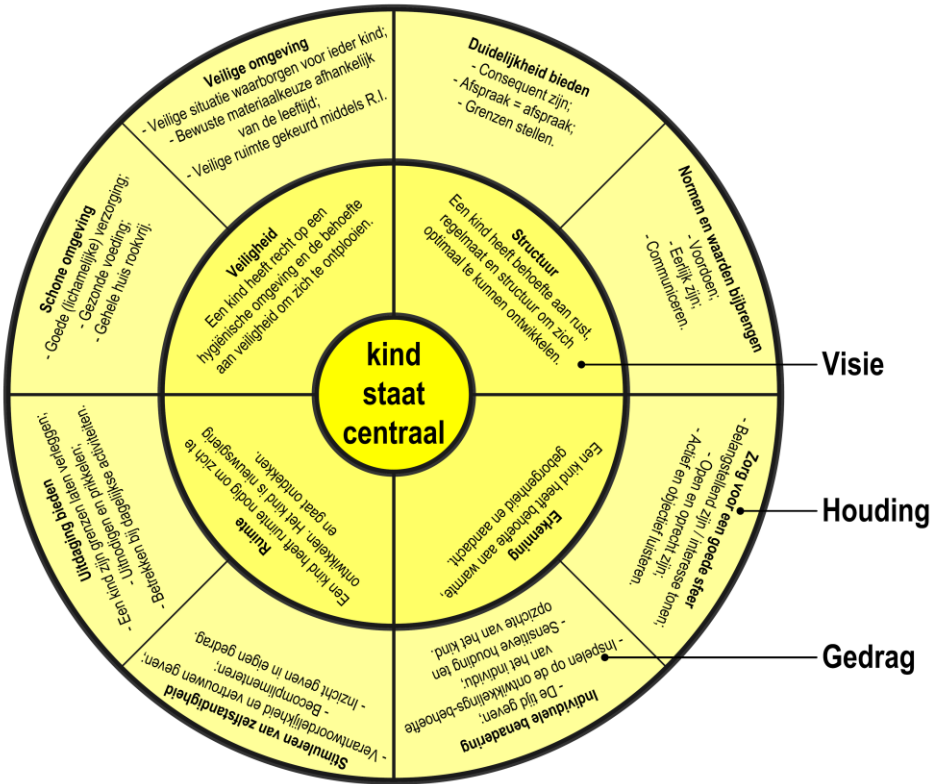 Veilige omgeving
- Veilige situatie waarborgen voor ieder kind;
- Bewuste materiaalkeuze afhankelijk
van de leeftijd;
- Veilige ruimte gekeurd middels R.I.
Duidelijkheid bieden
- Consequent zijn;
- Afspraak = afspraak;
- Grenzen stellen.
Normen en waarden bijbrengen
- Voordoen;
- Eerlijk zijn;
- Communiceren.
Zorg voor een goede sfeer
- Belangstellend zijn / interesse tonen;
- Open en oprecht zijn;
- Actief en objectief luisteren.
Individuele benadering
- De tijd geven;
- Inspelen op de ontwikkelings-behoefte
van het individu;
- Sensitieve houding ten
opzichte van het kind.
Stimuleren van zelfstandigheid
- Verantwoordelijkheid en vertrouwen geven;
- Becomplimenteren;
- Inzicht geven in eigen gedrag.
Uitdaging bieden
- Een kind zijn grenzen laten verleggen;
- Uitnodigen en prikkelen;
- Betrekken bij dagelijkse activiteiten.
Schone omgeving
- Goede (lichamelijke) verzorging;
- Gezonde voeding;
- Gehele huis rookvrij.
Veiligheid
Een kind heeft recht op een
hygiënische omgeving en de behoefte
aan veiligheid om zich te ontplooien.
Structuur
Een kind heeft behoefte aan rust,
regelmaat en structuur om zich
optimaal te kunnen ontwikkelen.
Erkenning
Een kind heeft behoefte aan warmte,
geborgenheid en aandacht.
Ruimte
Een kind heeft ruimte nodig om zich te
ontwikkelen. Het kind is nieuwsgierig
en gaat ontdekken.
kind
staat
centraal
Visie
Houding
Gedrag